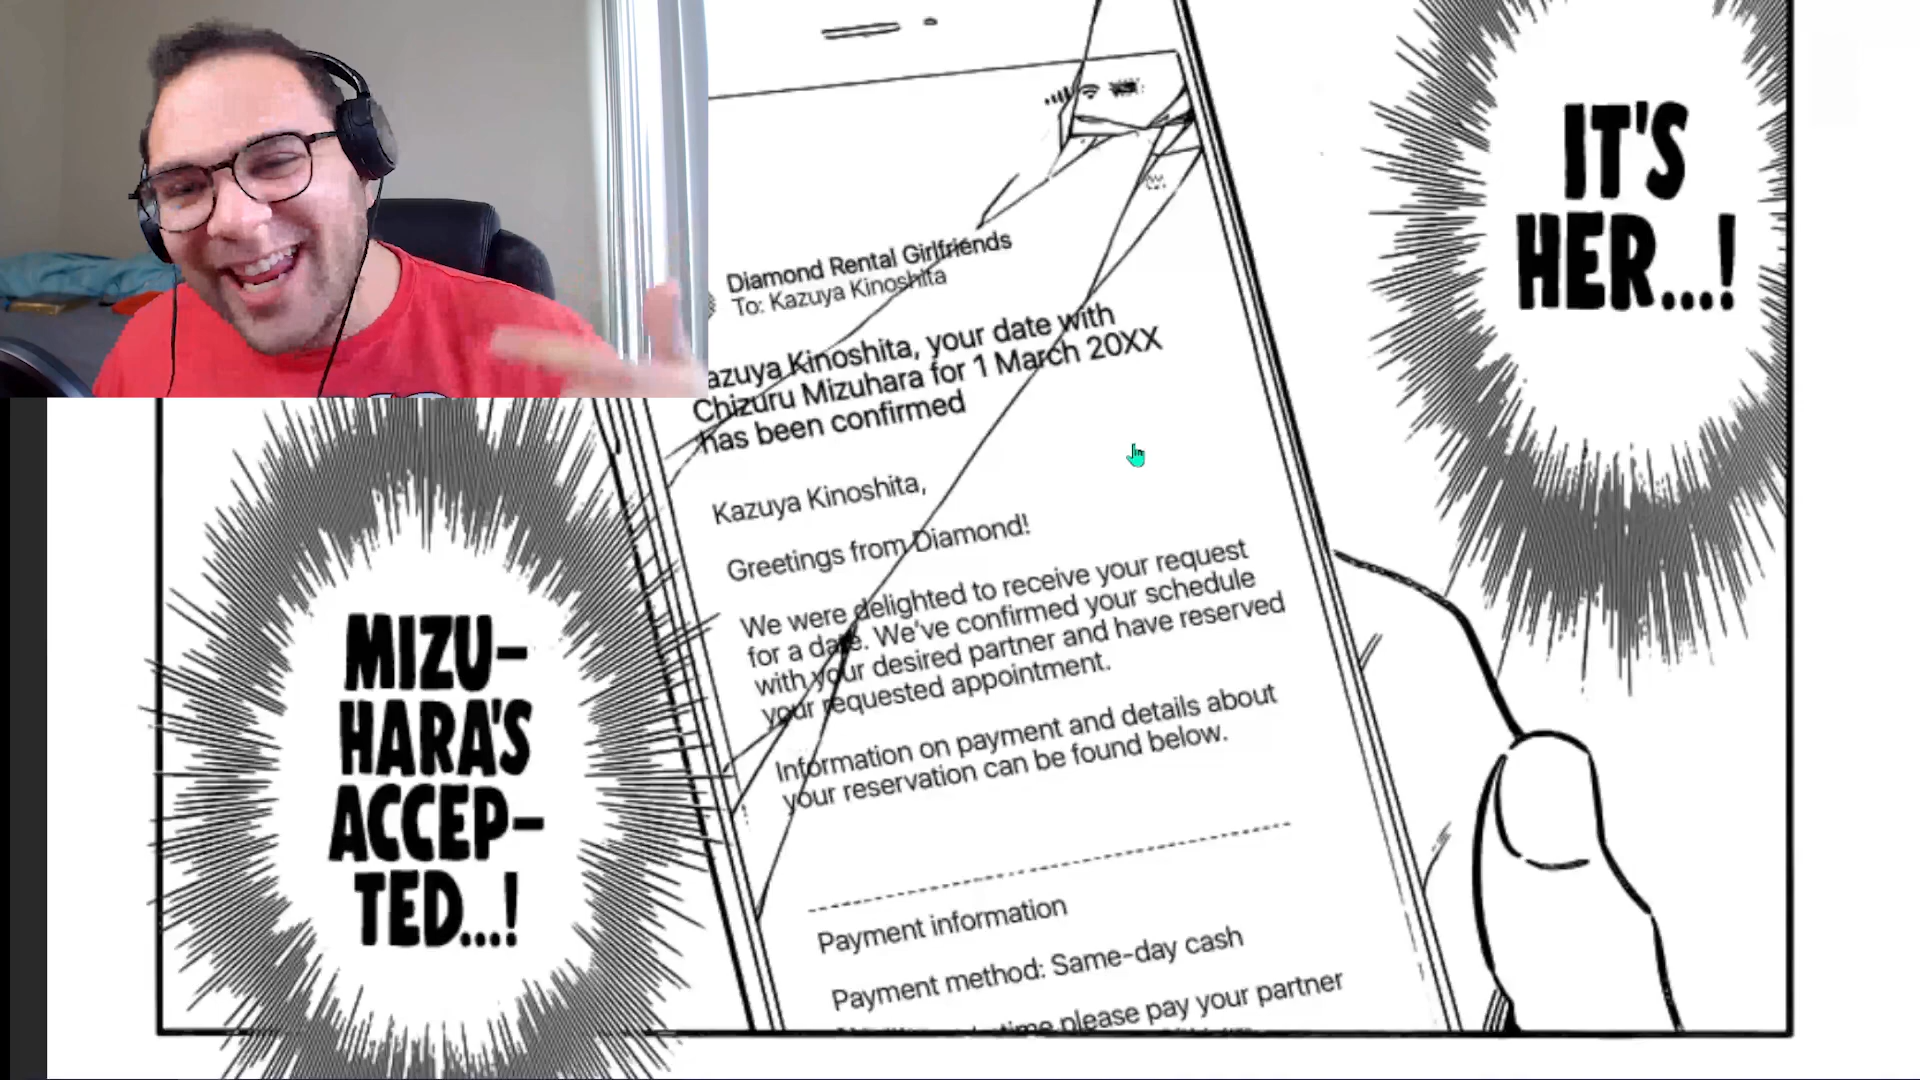 IT'S
HER...!
Diamond Rental Girlfriends
To: Kazuya Kinoshita
azuya Kinoshita, your date with
Chizuru Mizuhara for 1 March 20XX
has been confirmed
Kazuya Kinoshita,
Greetings from Diamond!
We were delighted to receive your request
for a date. We've confirmed your schedule
with your desired partner and have reserved
your requested appointment.
Information on payment and details about
your reservation can be found below.
Payment information
Payment method: Same-day cash
time please pay your partner
MIZU-
HARA'S
ACCEP-
TED...!